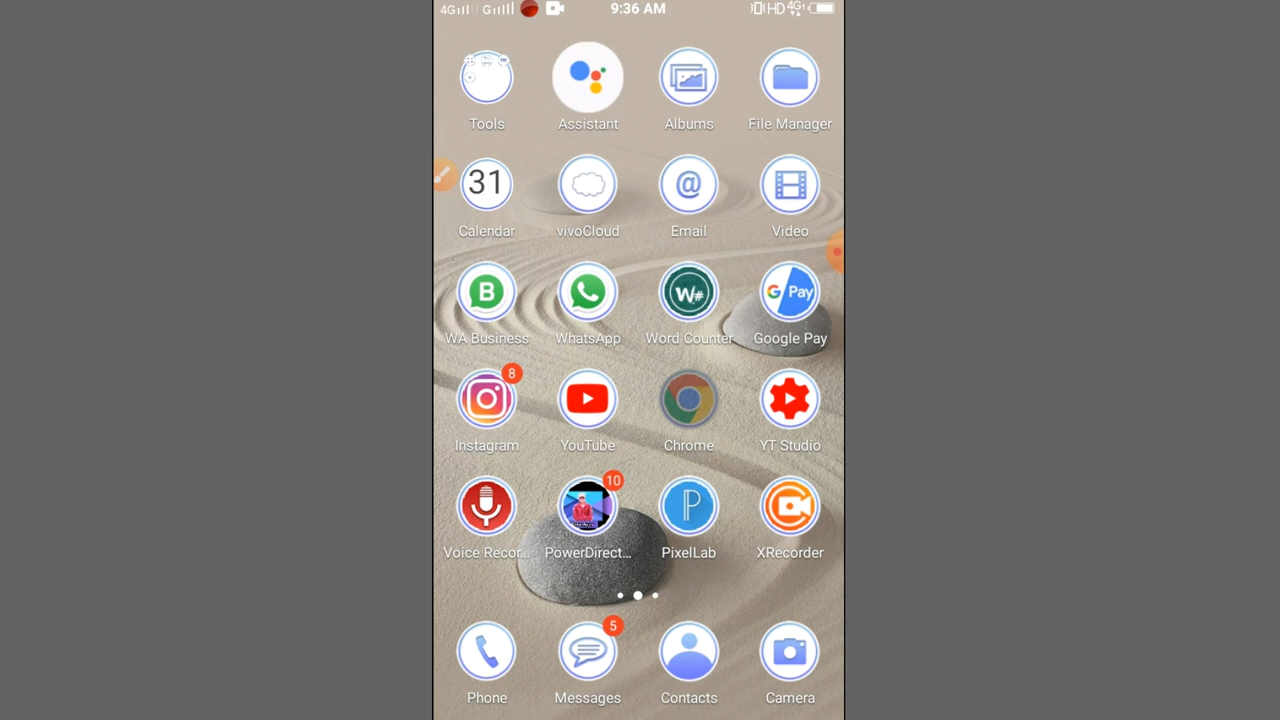 4G G 9:36 AM HD 4G
Tools Assistant Albums File Manager
31 @
Calendar vivoCloud Email Video
B W# G Pay
WA Business WhatsApp Word Counter Google Pay
8
Instagram YouTube Chrome YT Studio
10
P
Voice Recor... PowerDirect... PixelLab XRecorder
5
Phone Messages Contacts Camera